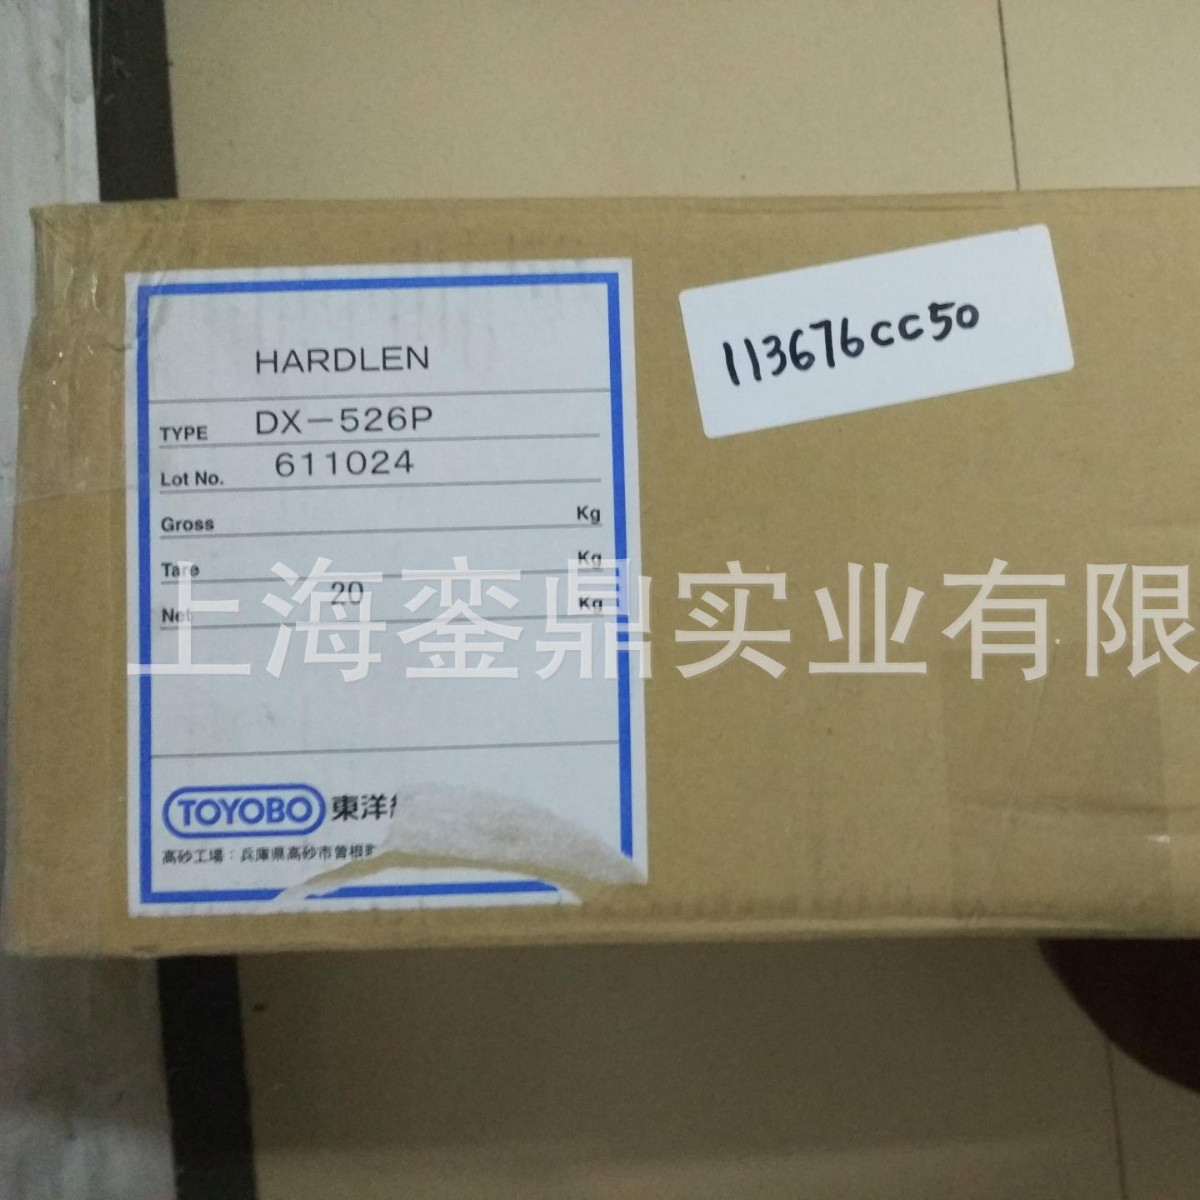 HARDLEN
TYPE DX-526P
Lot No. 611024
Gross Kg
Tare Kg
Net 20 Kg
TOYOBO 東洋
高砂工場:兵庫県高砂市曽根
113676CC50
上海銮鼎实业有限